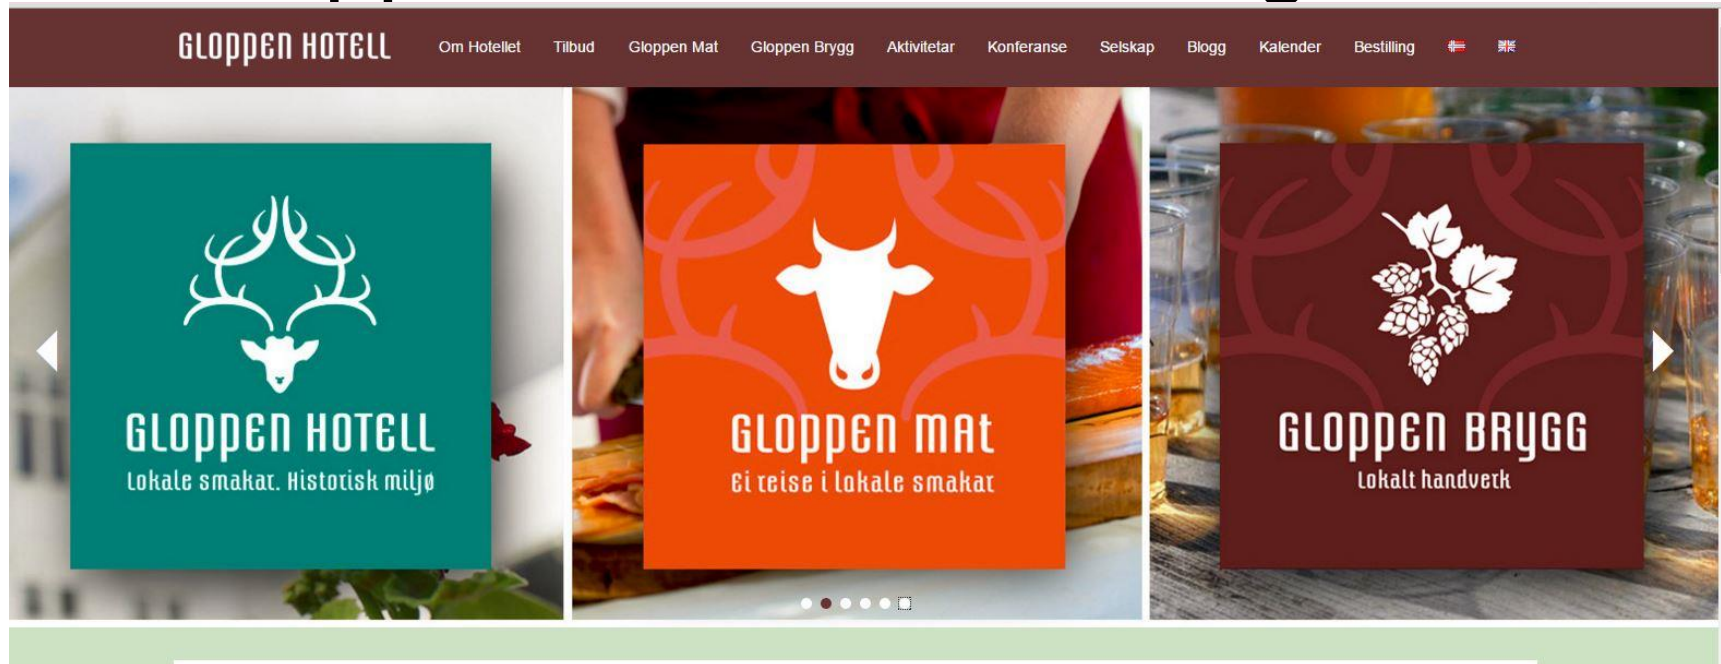 GLOPPEN HOTELL
Om Hotellet Tilbud Gloppen Mat Gloppen Brygg Aktivitetar Konferanse Selskap Blogg Kalender Bestilling
GLOPPEN HOTELL
Lokale smakar. Historisk miljø
GLOPPEN MAT
Ei reise i lokale smakar
GLOPPEN BRYGG
Lokalt handverk